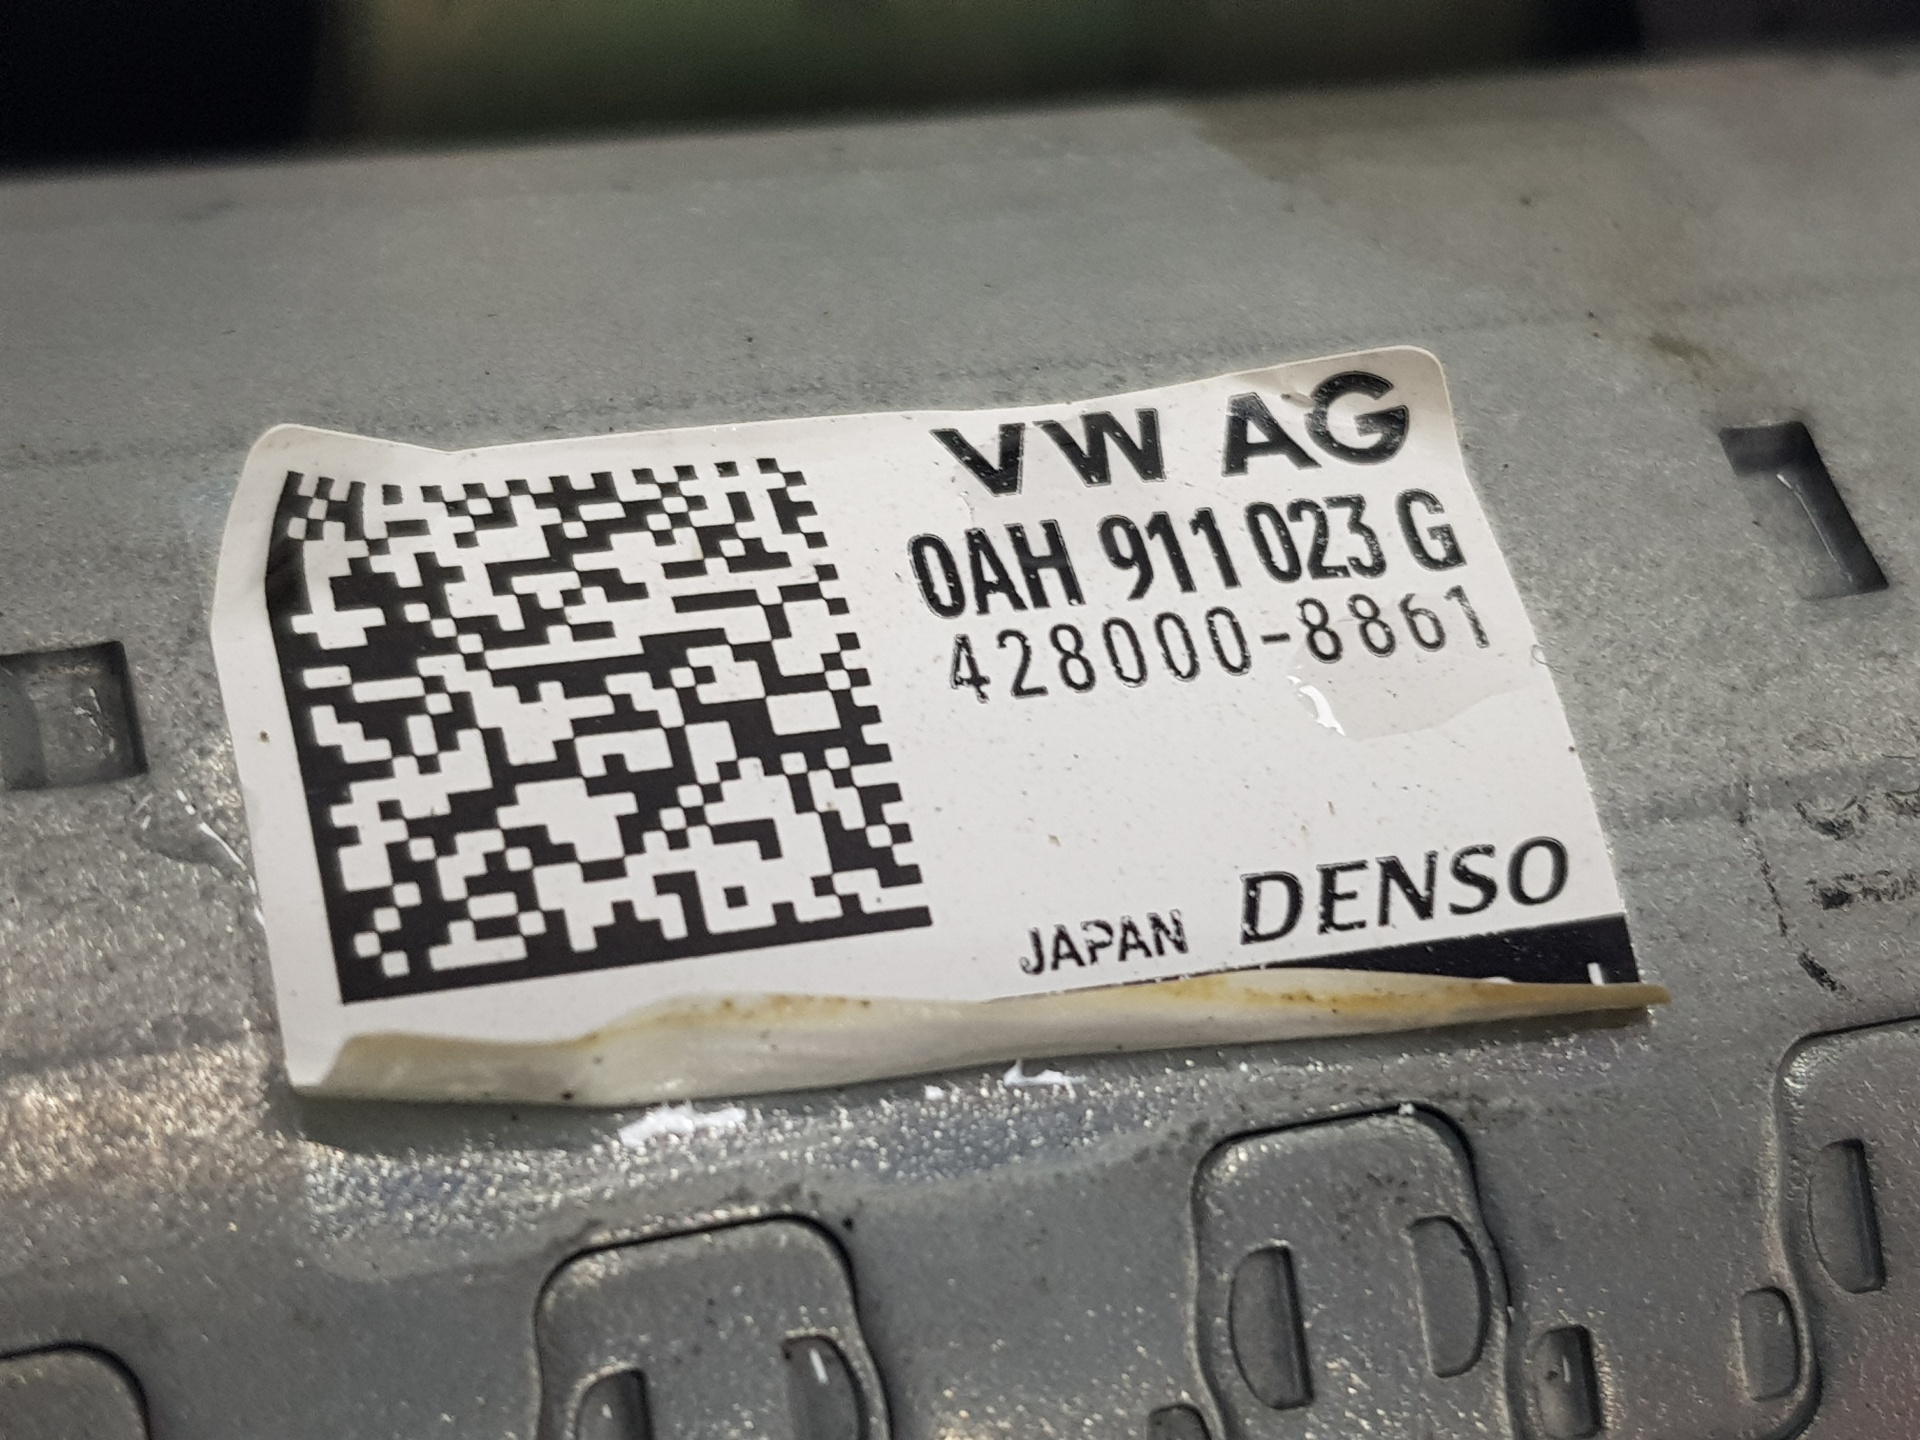 VW AG
0AH 911 023 G
428000-8861
JAPAN DENSO